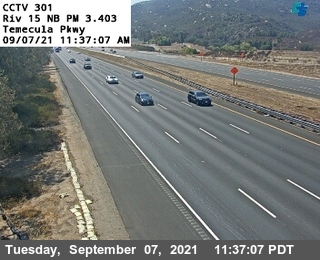 CCTV 301
Riv 15 NB PM 3.403
Temecula Pkwy
09/07/21 11:37:07 AM
Tuesday, September 07, 2021 11:37:07 PDT